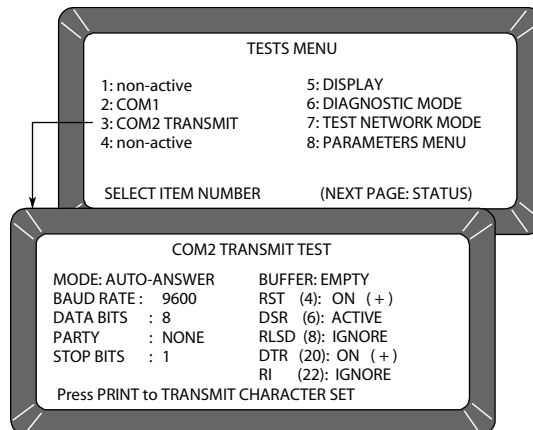 TESTS MENU
1: non-active
2: COM1
3: COM2 TRANSMIT
4: non-active
5: DISPLAY
6: DIAGNOSTIC MODE
7: TEST NETWORK MODE
8: PARAMETERS MENU
SELECT ITEM NUMBER (NEXT PAGE: STATUS)
COM2 TRANSMIT TEST
MODE: AUTO-ANSWER
BAUD RATE : 9600
DATA BITS : 8
PARTY : NONE
STOP BITS : 1
BUFFER: EMPTY
RST (4): ON (+)
DSR (6): ACTIVE
RLSD (8): IGNORE
DTR (20): ON (+)
RI (22): IGNORE
Press PRINT to TRANSMIT CHARACTER SET